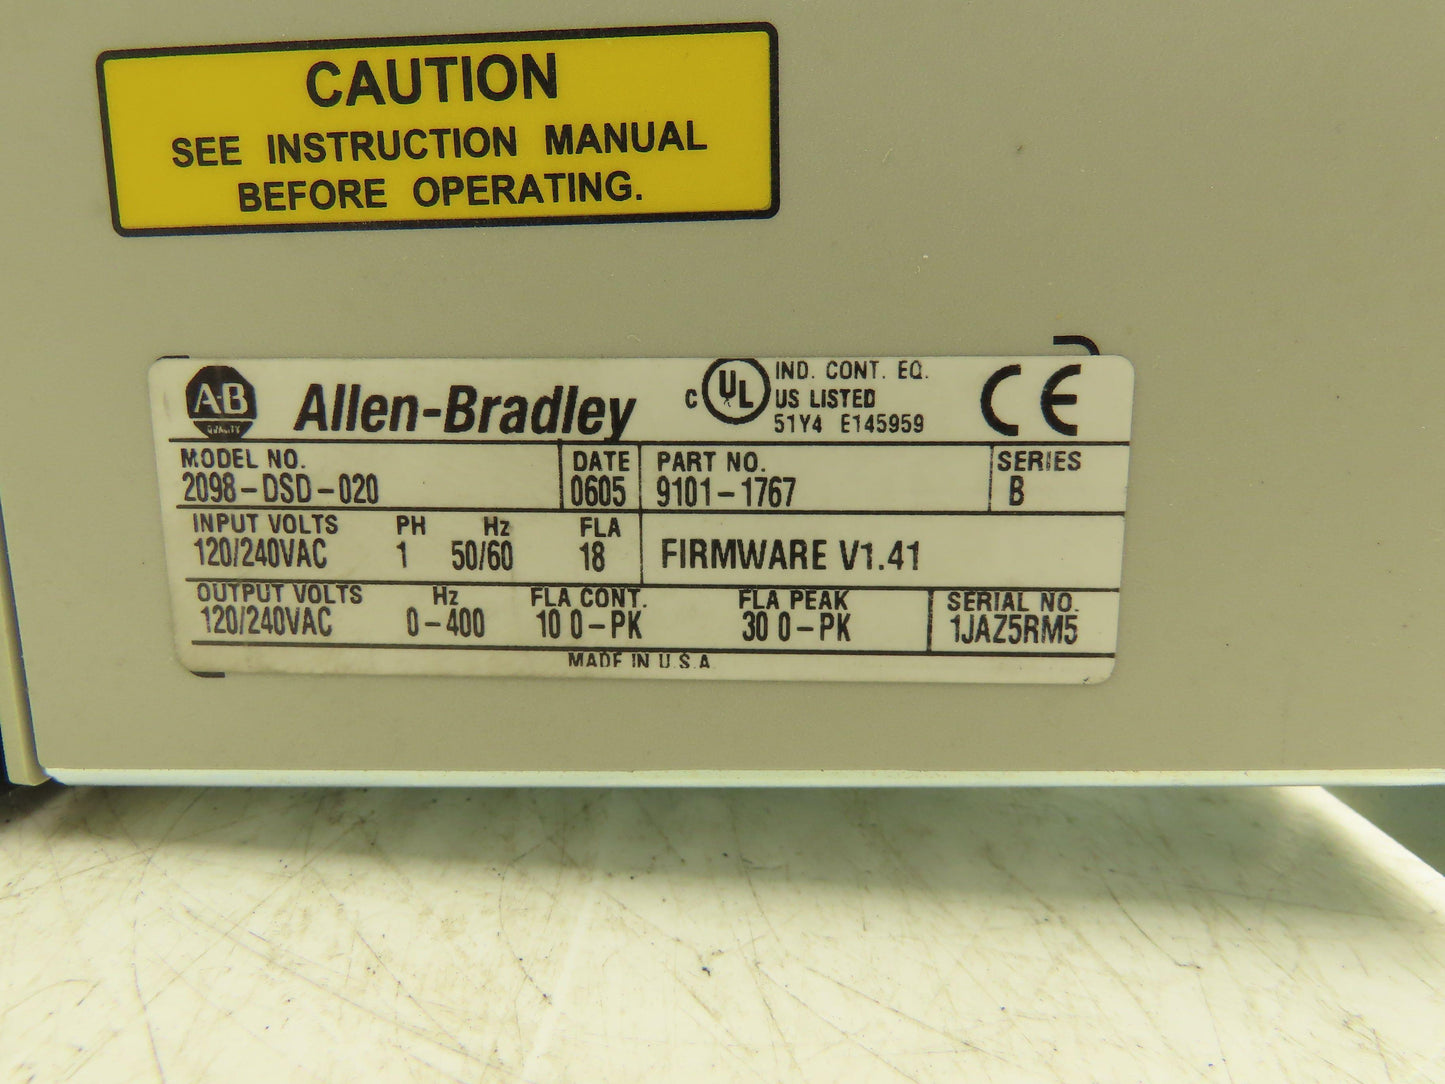 CAUTION
SEE INSTRUCTION MANUAL
BEFORE OPERATING.
A-B
QUALITY
Allen-Bradley
c UL US LISTED
IND. CONT. EQ.
51Y4 E145959
CE
MODEL NO. DATE PART NO. SERIES
2098-DSD-020 0605 9101-1767 B
INPUT VOLTS PH Hz FLA
120/240VAC 1 50/60 18 FIRMWARE V1.41
OUTPUT VOLTS Hz FLA CONT. FLA PEAK SERIAL NO.
120/240VAC 0-400 10 0-PK 30 0-PK 1JAZ5RM5
MADE IN U.S.A